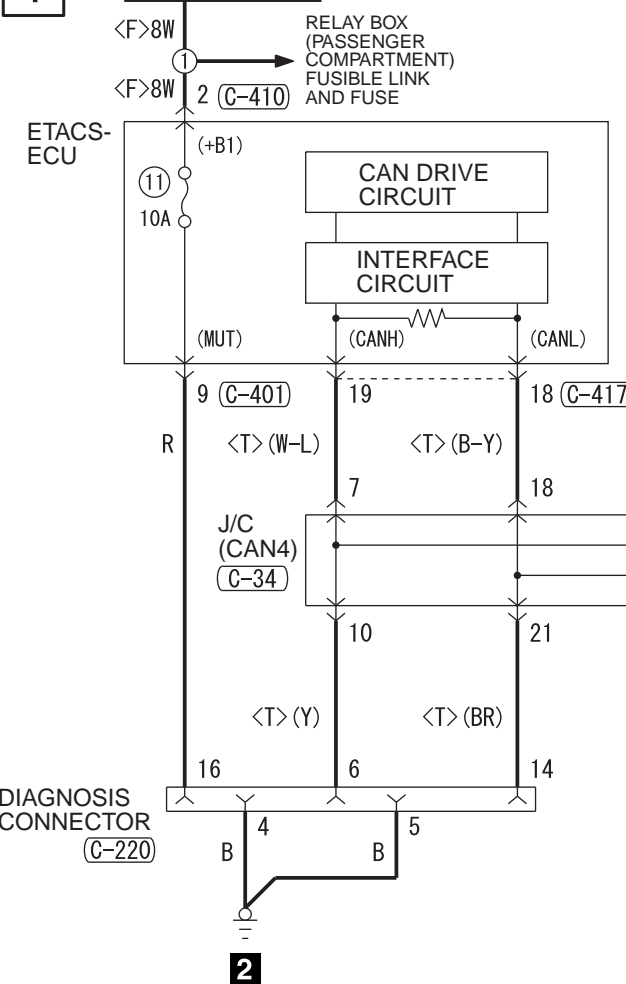 <F>8W
RELAY BOX
(PASSENGER
COMPARTMENT)
FUSIBLE LINK
AND FUSE
1
<F>8W
2 (C-410)
ETACS-
ECU
(+B1)
11
10A
CAN DRIVE
CIRCUIT
INTERFACE
CIRCUIT
(MUT)
(CANH)
(CANL)
9 (C-401)
19
18 (C-417
R
<T>(W-L)
<T>(B-Y)
7
18
J/C
(CAN4)
(C-34)
10
21
<T>(Y)
<T>(BR)
16
6
14
DIAGNOSIS
CONNECTOR
(C-220)
4
5
B
B
2